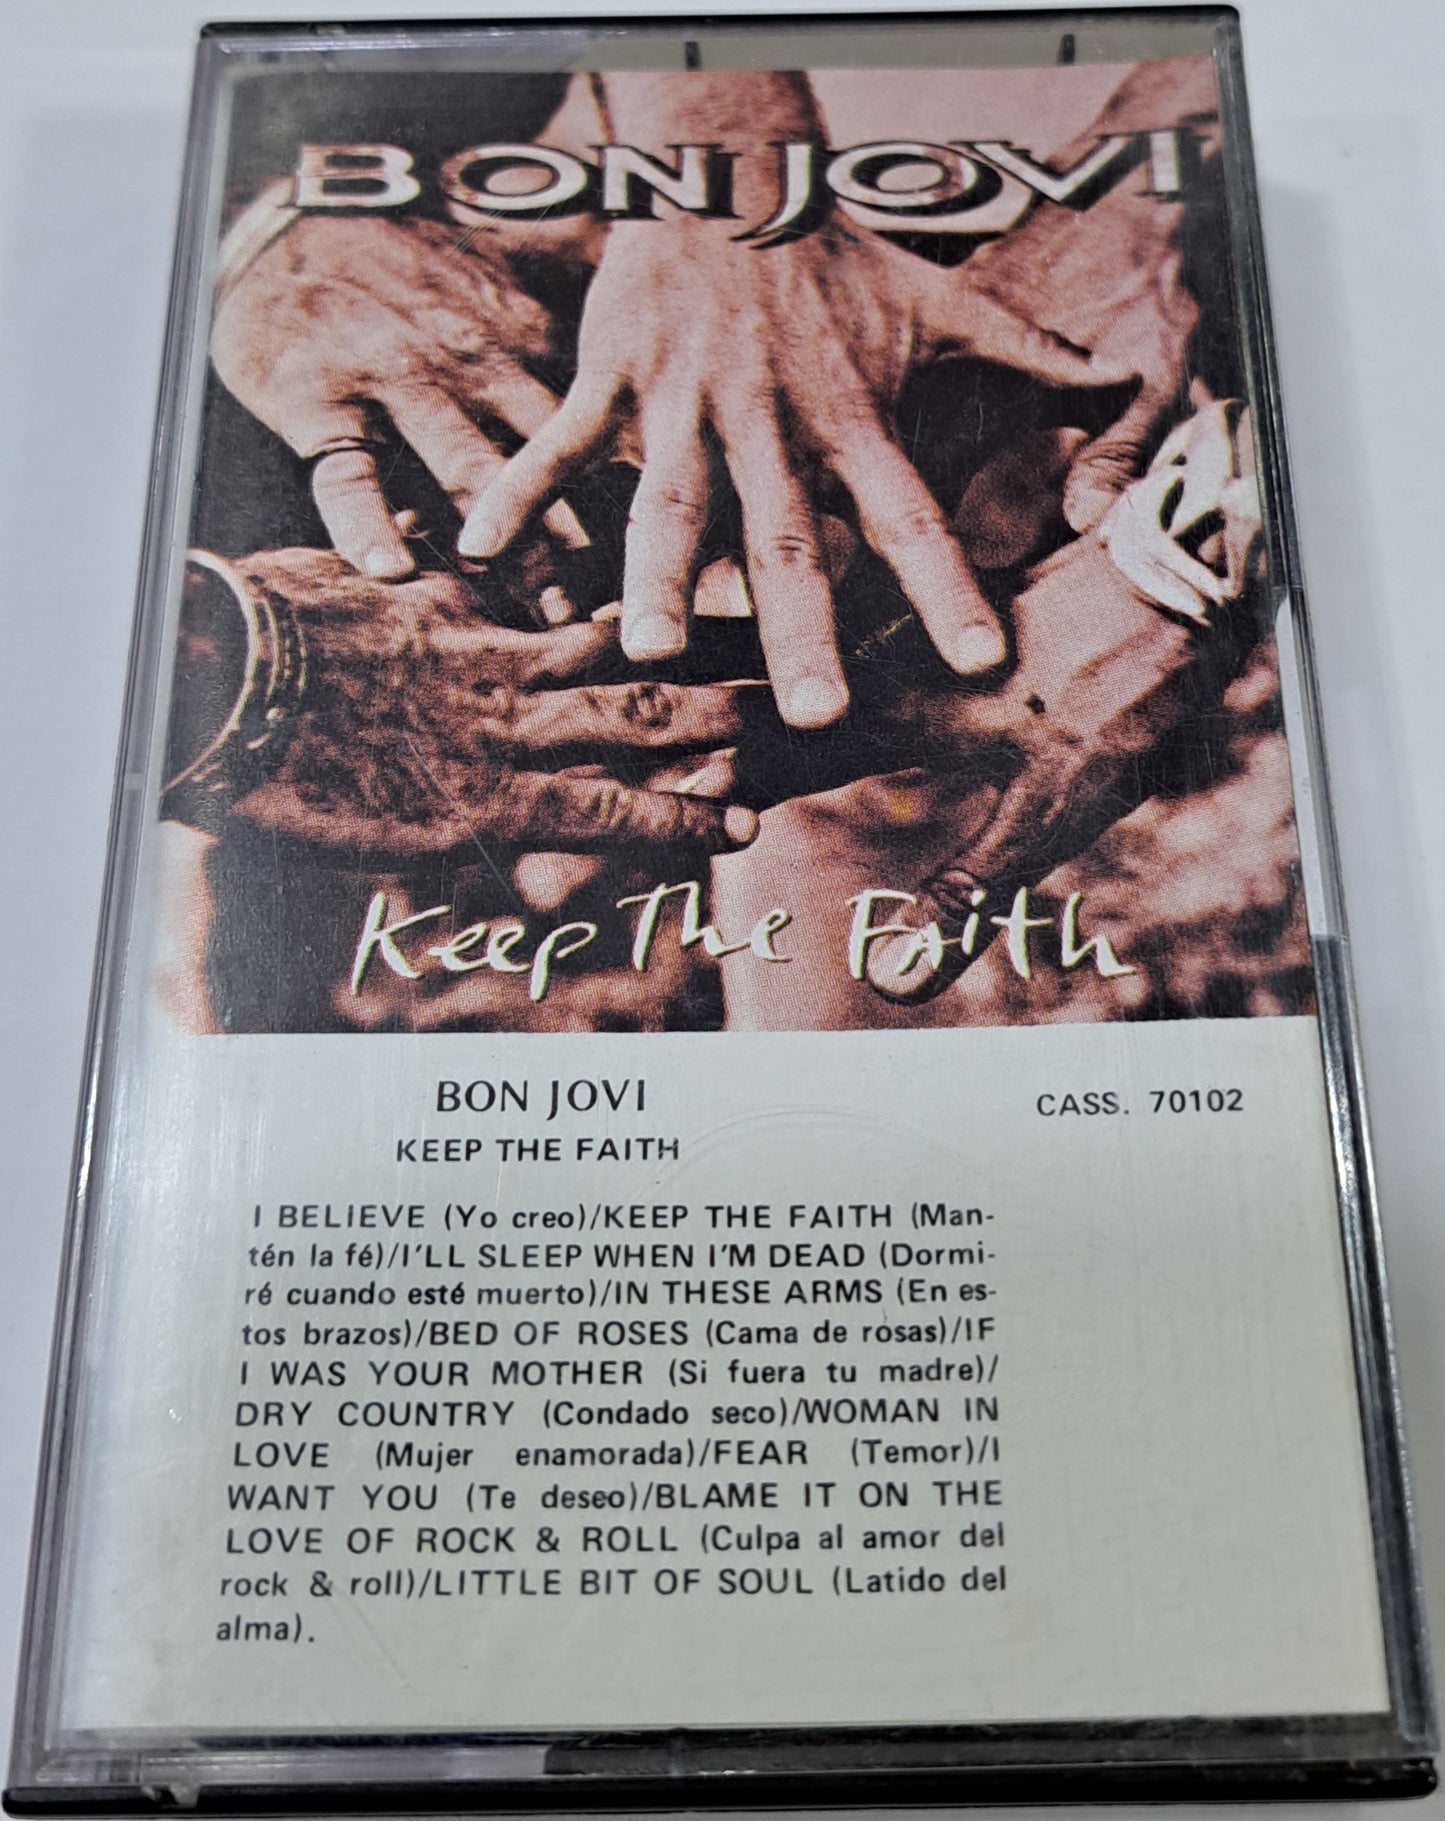 BON JOVI
Keep The Faith
BON JOVI
CASS. 70102
KEEP THE FAITH
I BELIEVE (Yo creo)/KEEP THE FAITH (Man-
tén la fé)/I'LL SLEEP WHEN I'M DEAD (Dormi-
ré cuando esté muerto)/IN THESE ARMS (En es-
tos brazos)/BED OF ROSES (Cama de rosas)/IF
I WAS YOUR MOTHER (Si fuera tu madre)/
DRY COUNTRY (Condado seco)/WOMAN IN
LOVE (Mujer enamorada)/FEAR (Temor)/I
WANT YOU (Te deseo)/BLAME IT ON THE
LOVE OF ROCK & ROLL (Culpa al amor del
rock & roll)/LITTLE BIT OF SOUL (Latido del
alma).